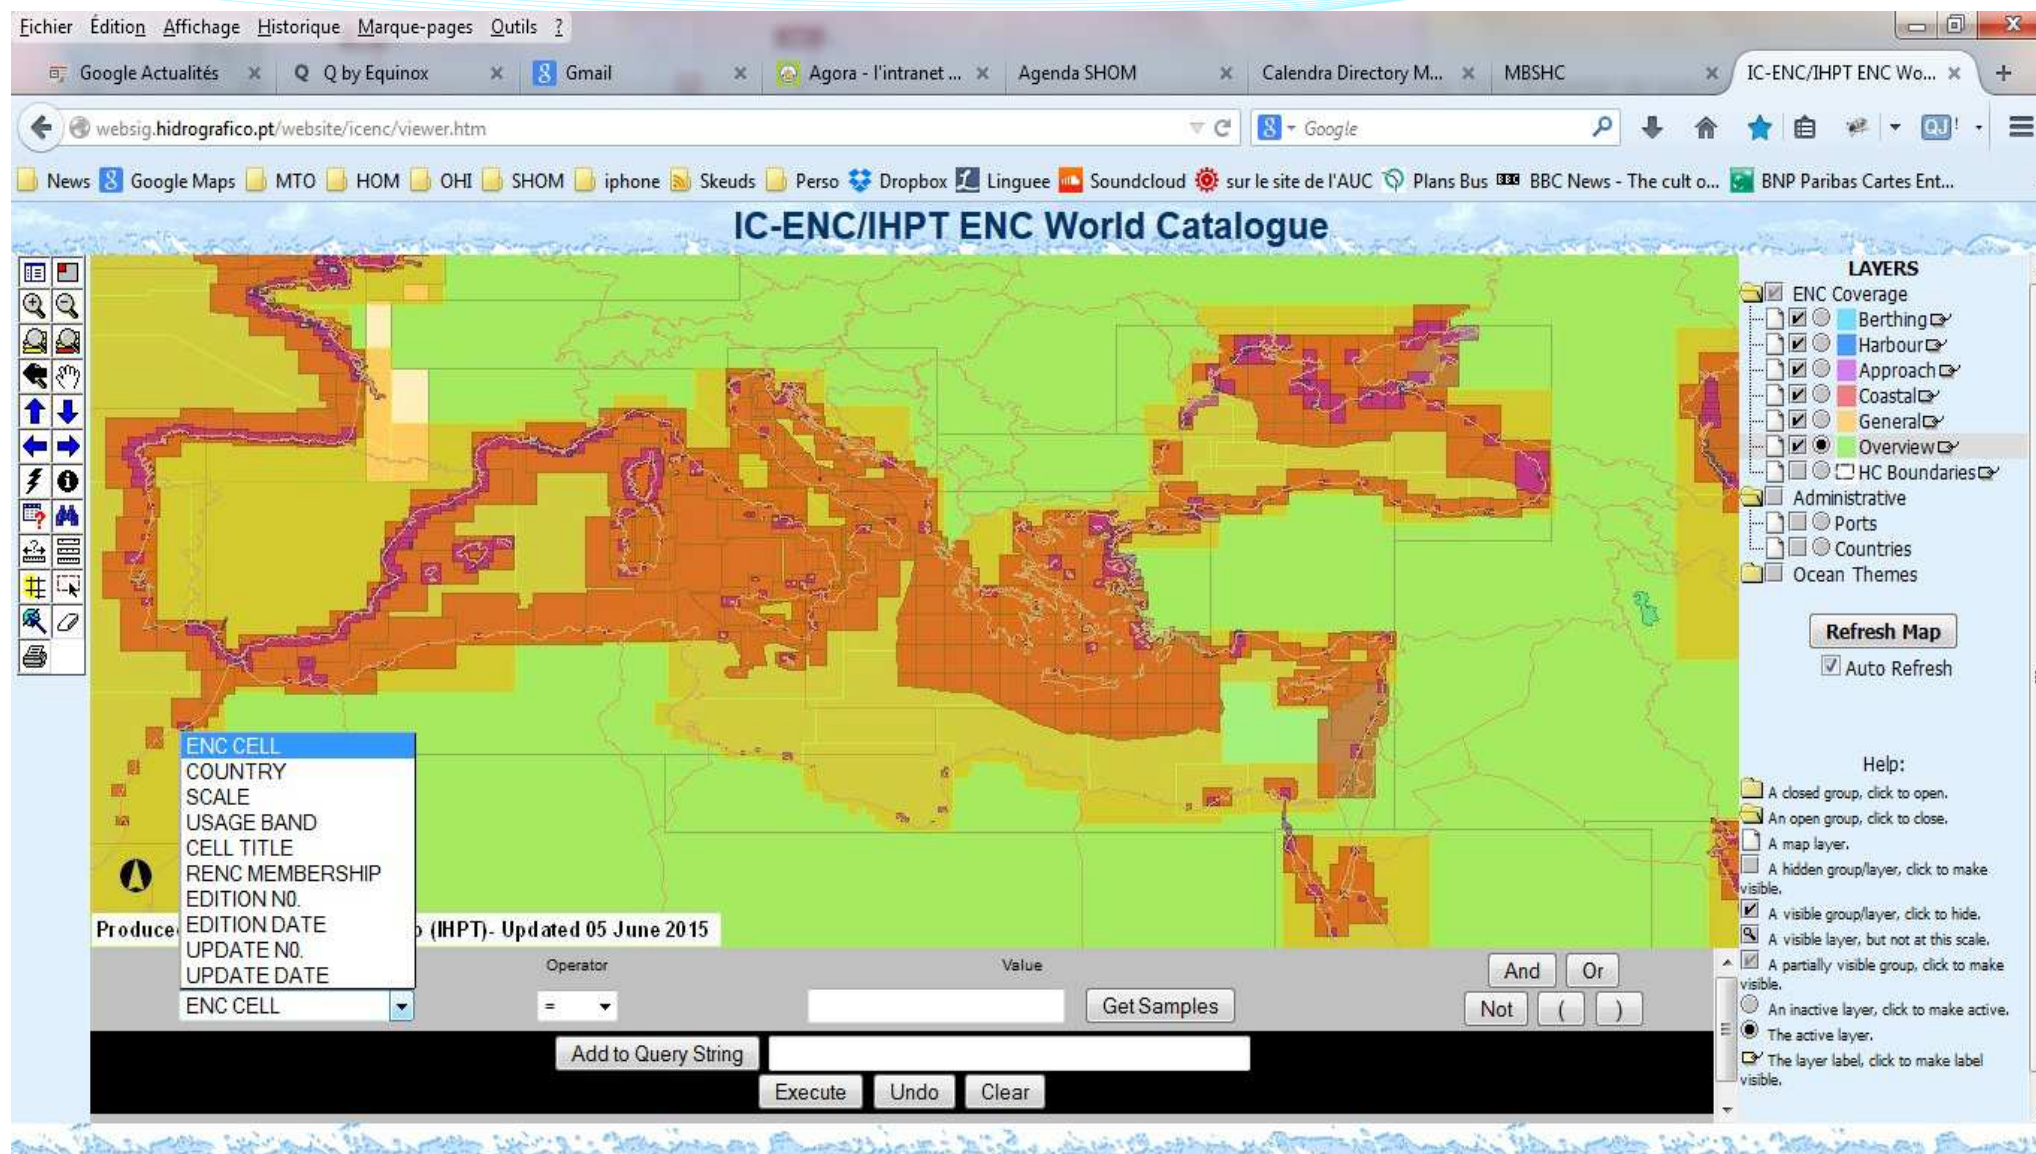 Fichier Édition Affichage Historique Marque-pages Outils ?
Google Actualités Q Q by Equinox 8 Gmail Agora - l'intranet ... Agenda SHOM Calendra Directory M... MBSHC IC-ENC/IHPT ENC Wo...
websig.hidrografico.pt/website/icenc/viewer.htm 8 Google QJ!
News 8 Google Maps MTO HOM OHI SHOM iphone Skeuds Perso Dropbox Linguee Soundcloud sur le site de l'AUC Plans Bus BBC BBC News - The cult o... BNP Paribas Cartes Ent...
IC-ENC/IHPT ENC World Catalogue
LAYERS
ENC Coverage
Berthing
Harbour
Approach
Coastal
General
Overview
HC Boundaries
Administrative
Ports
Countries
Ocean Themes
Refresh Map
Auto Refresh
Help:
A closed group, click to open.
An open group, click to close.
A map layer.
A hidden group/layer, click to make
visible.
A visible group/layer, click to hide.
A visible layer, but not at this scale.
A partially visible group, click to make
visible.
An inactive layer, click to make active.
The active layer.
The layer label, click to make label
visible.
ENC CELL
COUNTRY
SCALE
USAGE BAND
CELL TITLE
RENC MEMBERSHIP
EDITION N0.
EDITION DATE
UPDATE N0.
UPDATE DATE
Produce o (IHPT)- Updated 05 June 2015
Operator Value And Or
ENC CELL = Get Samples Not ( )
Add to Query String
Execute Undo Clear